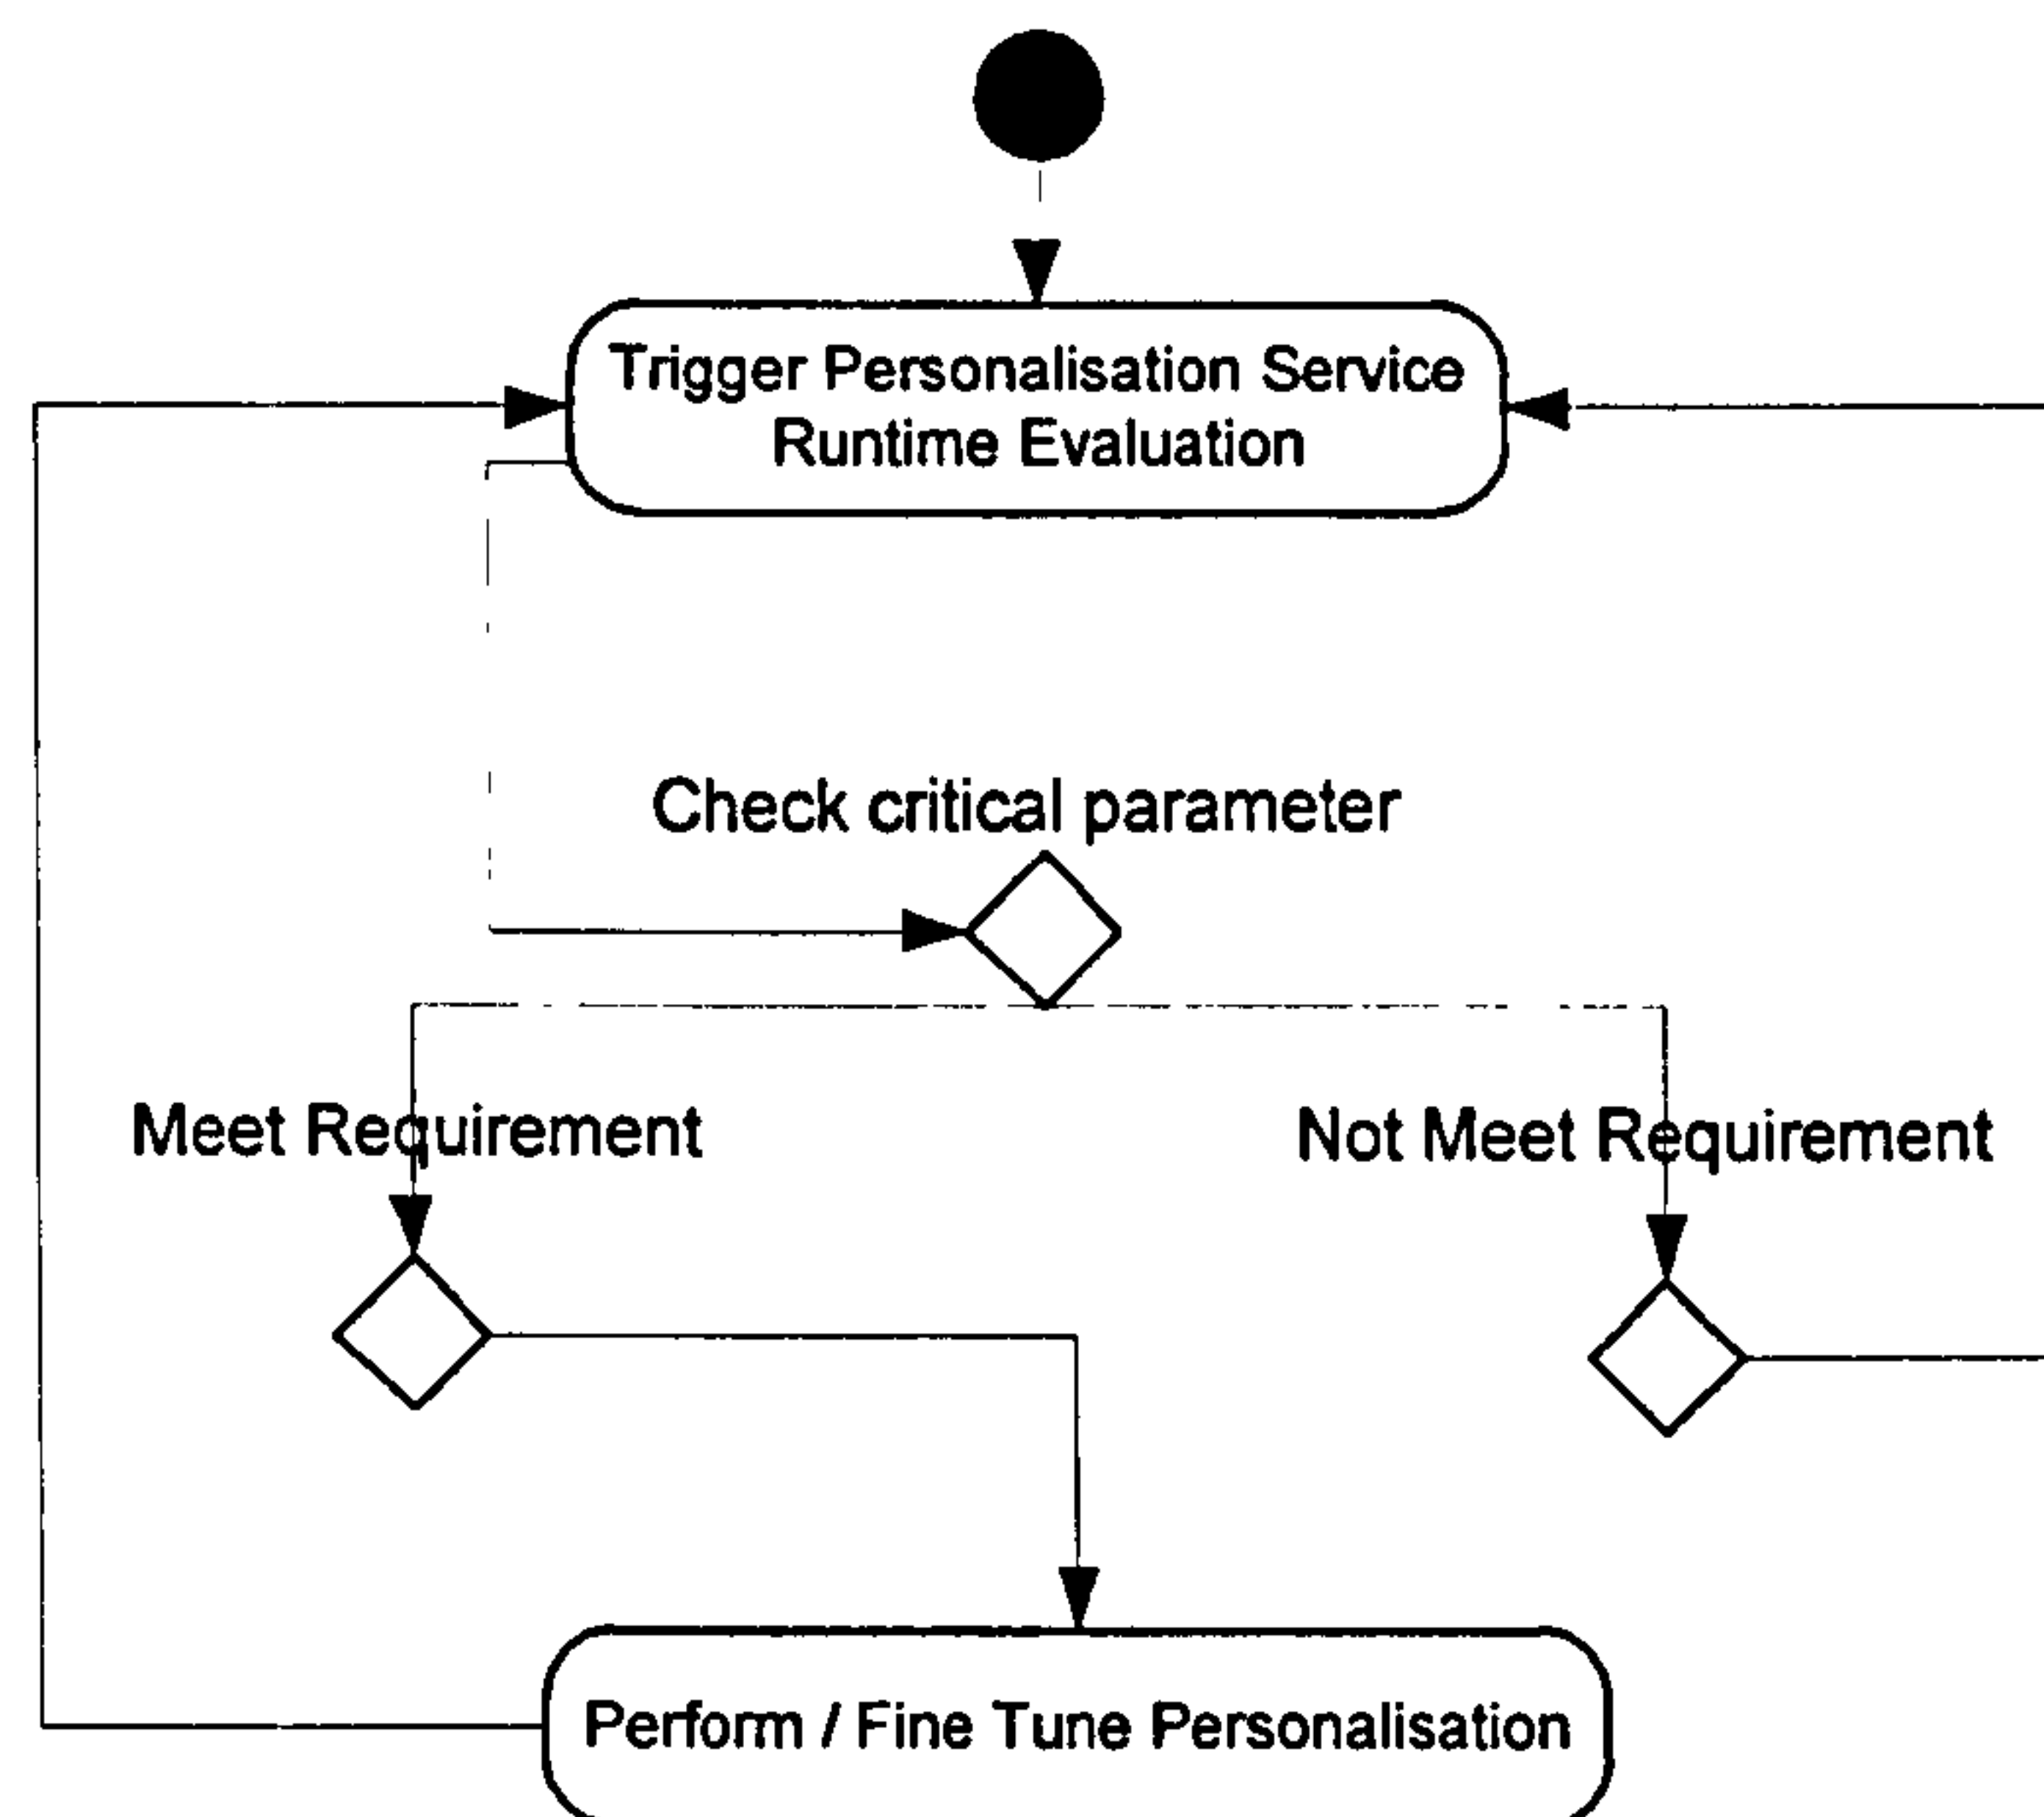 Trigger Personalisation Service
Runtime Evaluation
Check critical parameter
Meet Requirement
Not Meet Requirement
Perform / Fine Tune Personalisation